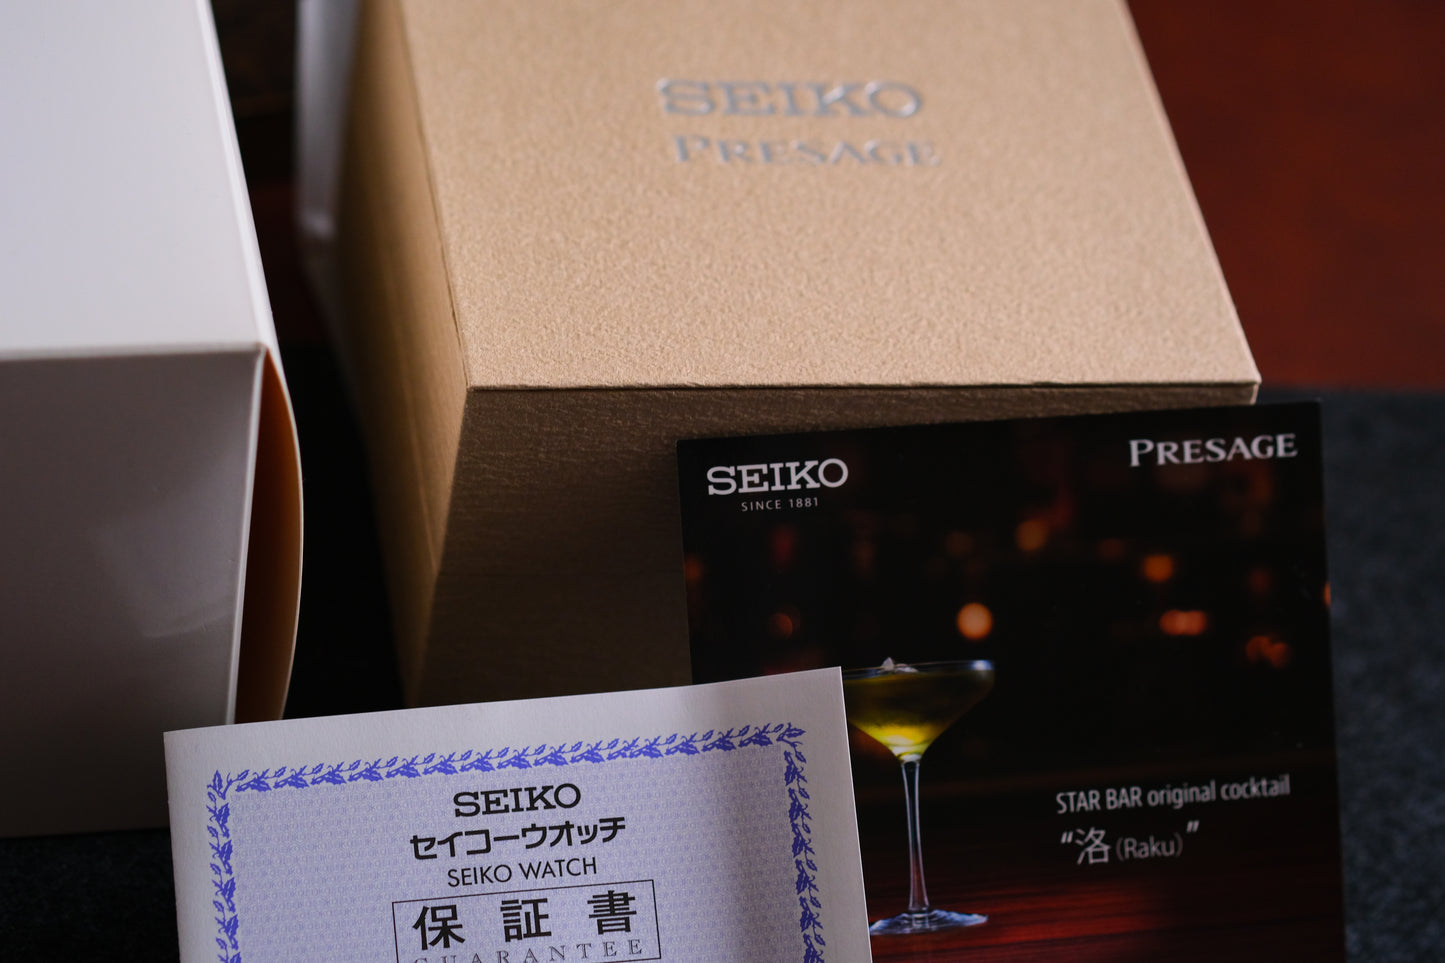 SEIKO
PRESAGE
SEIKO
SINCE 1881
PRESAGE
STAR BAR original cocktail
“洛(Raku)”
SEIKO
セイコーウオッチ
SEIKO WATCH
保証書
GUARANTEE